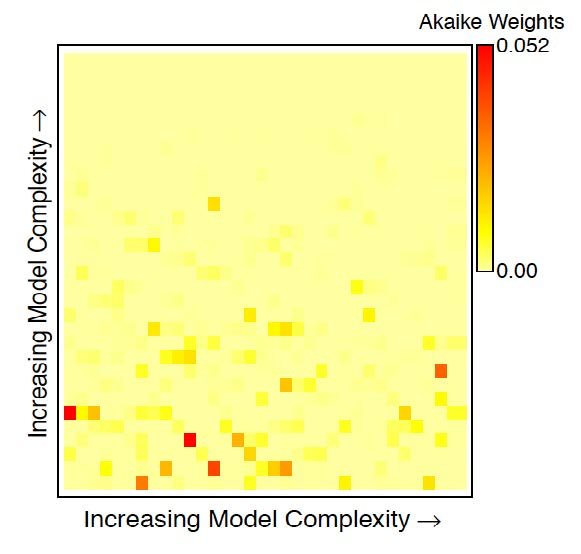 Akaike Weights
0.052
0.00
Increasing Model Complexity →
Increasing Model Complexity →